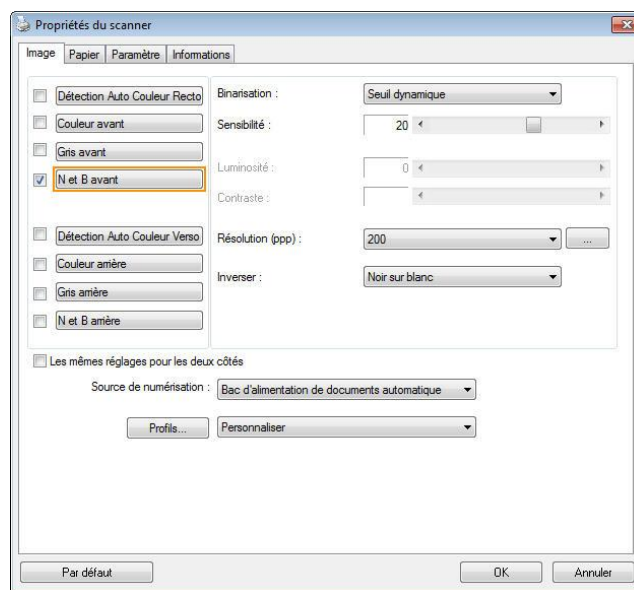 Propriétés du scanner
Image Papier Paramètre Informations
Détection Auto Couleur Recto
Couleur avant
Gris avant
N et B avant
Détection Auto Couleur Verso
Couleur arrière
Gris arrière
N et B arrière
Binarisation : Seuil dynamique
Sensibilité : 20
Luminosité : 0
Contraste :
Résolution (ppp) : 200 ...
Inverser : Noir sur blanc
Les mêmes réglages pour les deux côtés
Source de numérisation : Bac d'alimentation de documents automatique
Profils... Personnaliser
Par défaut OK Annuler